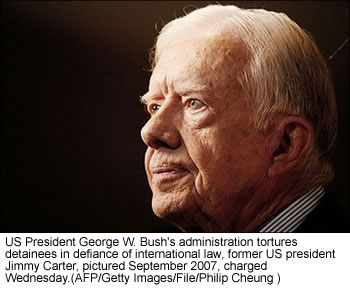 US President George W. Bush's administration tortures
detainees in defiance of international law, former US president
Jimmy Carter, pictured September 2007, charged
Wednesday.(AFP/Getty Images/File/Philip Cheung )